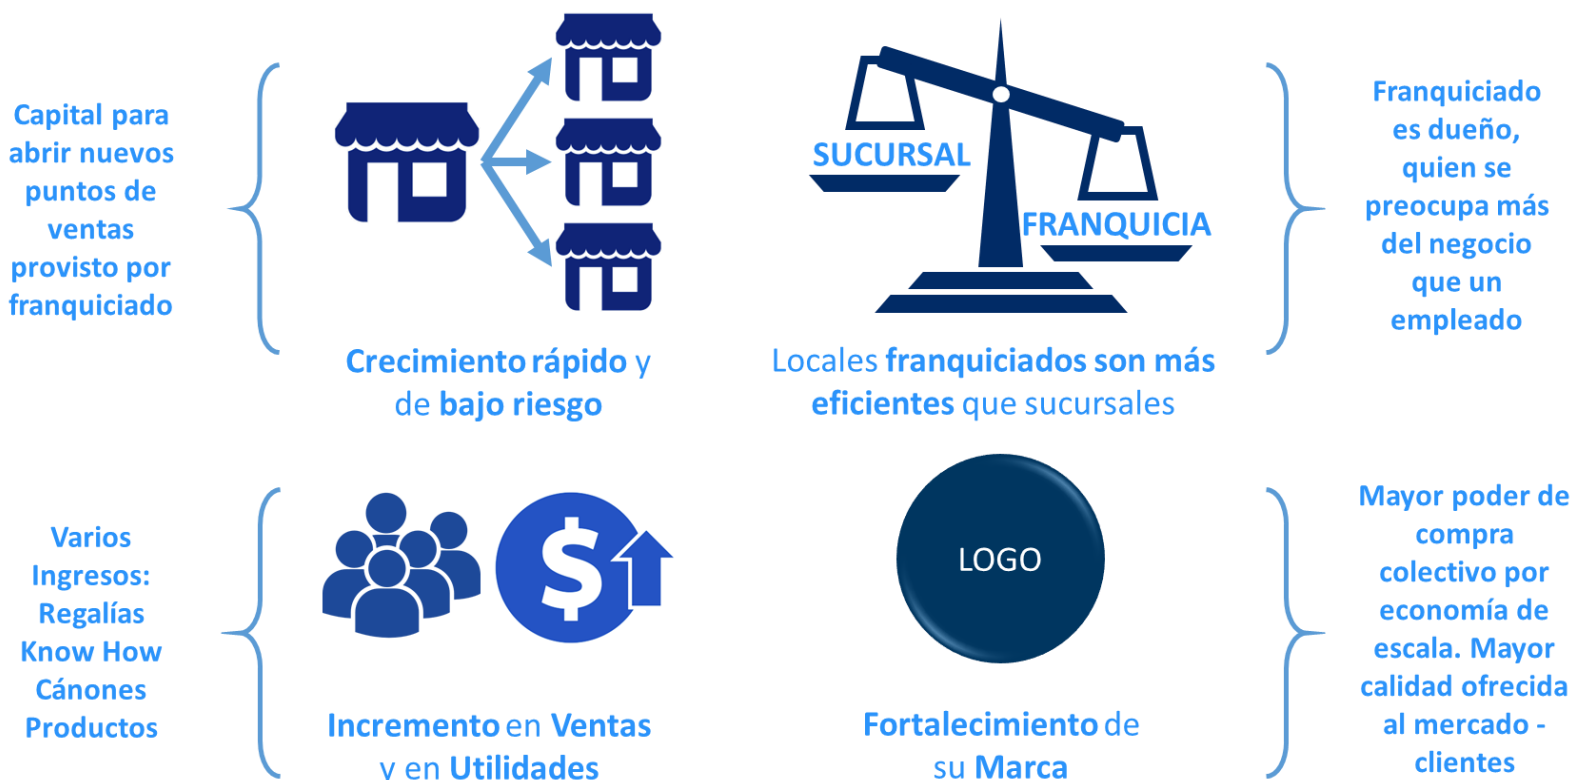 Capital para
abrir nuevos
puntos de
ventas
provisto por
franquiciado
Crecimiento rápido y
de bajo riesgo
SUCURSAL
FRANQUICIA
Locales franquiciados son más
eficientes que sucursales
Franquiciado
es dueño,
quien se
preocupa más
del negocio
que un
empleado
Varios
Ingresos:
Regalías
Know How
Cánones
Productos
$
Incremento en Ventas
y en Utilidades
LOGO
Fortalecimiento de
su Marca
Mayor poder de
compra
colectivo por
economía de
escala. Mayor
calidad ofrecida
al mercado -
clientes